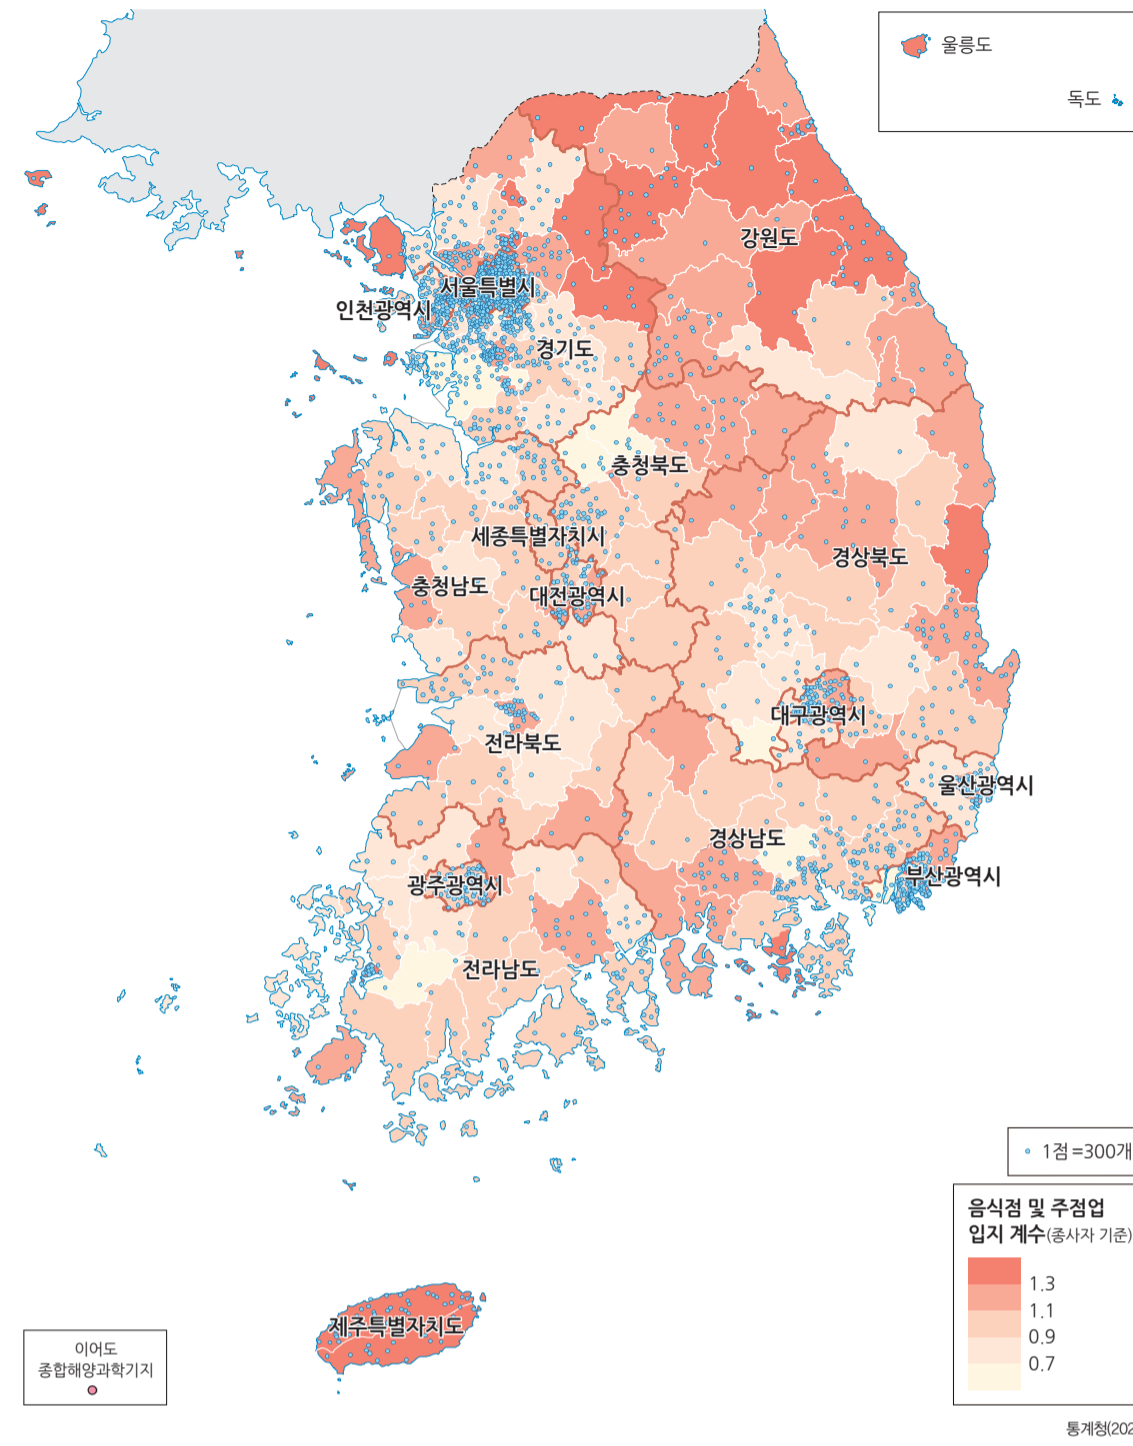 울릉도
독도
강원도
서울특별시
인천광역시
경기도
충청북도
세종특별자치시
경상북도
충청남도
대전광역시
대구광역시
전라북도
울산광역시
경상남도
부산광역시
광주광역시
전라남도
제주특별자치도
1점=300개
음식점 및 주점업
입지 계수(종사자 기준)
1.3
1.1
0.9
0.7
이어도
종합해양과학기지
통계청(202